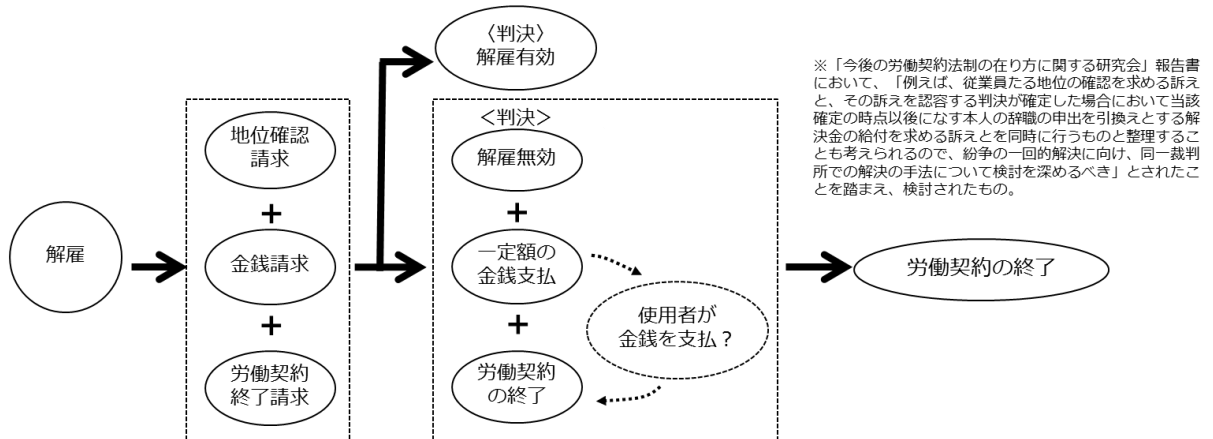 解雇
地位確認
請求
+
金銭請求
+
労働契約
終了請求
〈判決〉
解雇有効
<判決>
解雇無効
+
一定額の
金銭支払
+
労働契約
の終了
使用者が
金銭を支払？
労働契約の終了
※「今後の労働契約法制の在り方に関する研究会」報告書
において、「例えば、従業員たる地位の確認を求める訴え
と、その訴えを認容する判決が確定した場合において当該
確定の時点以後になす本人の辞職の申出を引換えとする解
決金の給付を求める訴えとを同時に行うものと整理するこ
とも考えられるので、紛争の一回的解決に向け、同一裁判
所での解決の手法について検討を深めるべき」とされたこ
とを踏まえ、検討されたもの。